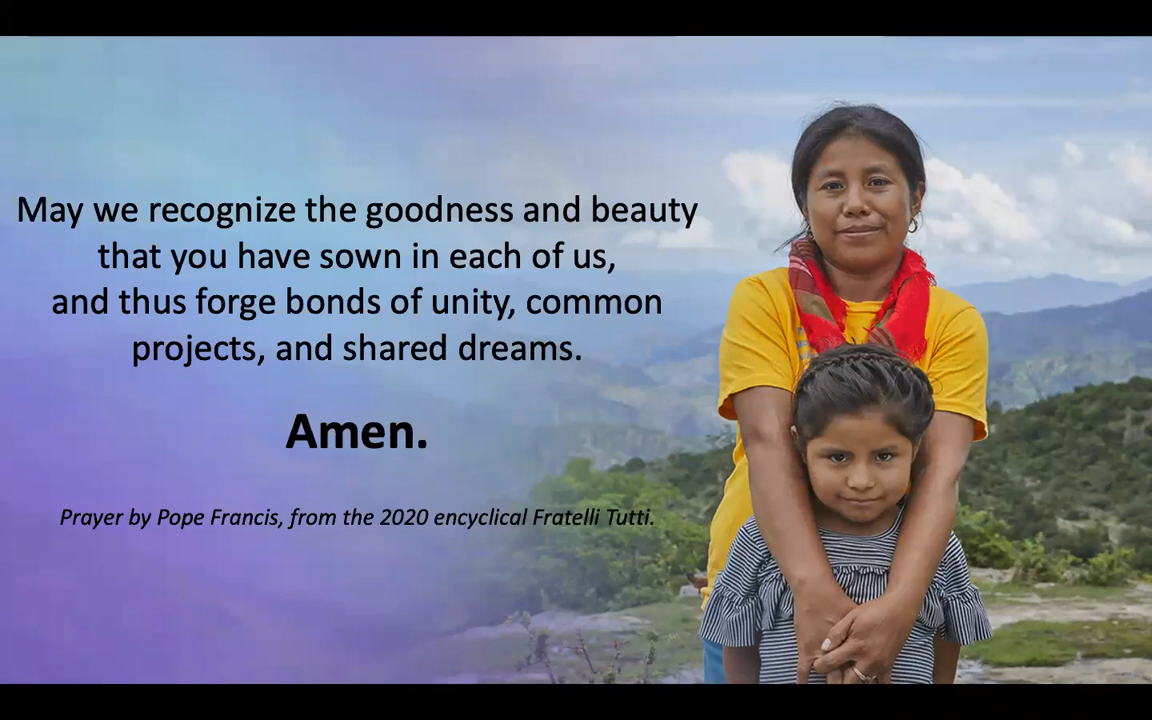 May we recognize the goodness and beauty
that you have sown in each of us,
and thus forge bonds of unity, common
projects, and shared dreams.
Amen.
Prayer by Pope Francis, from the 2020 encyclical Fratelli Tutti.